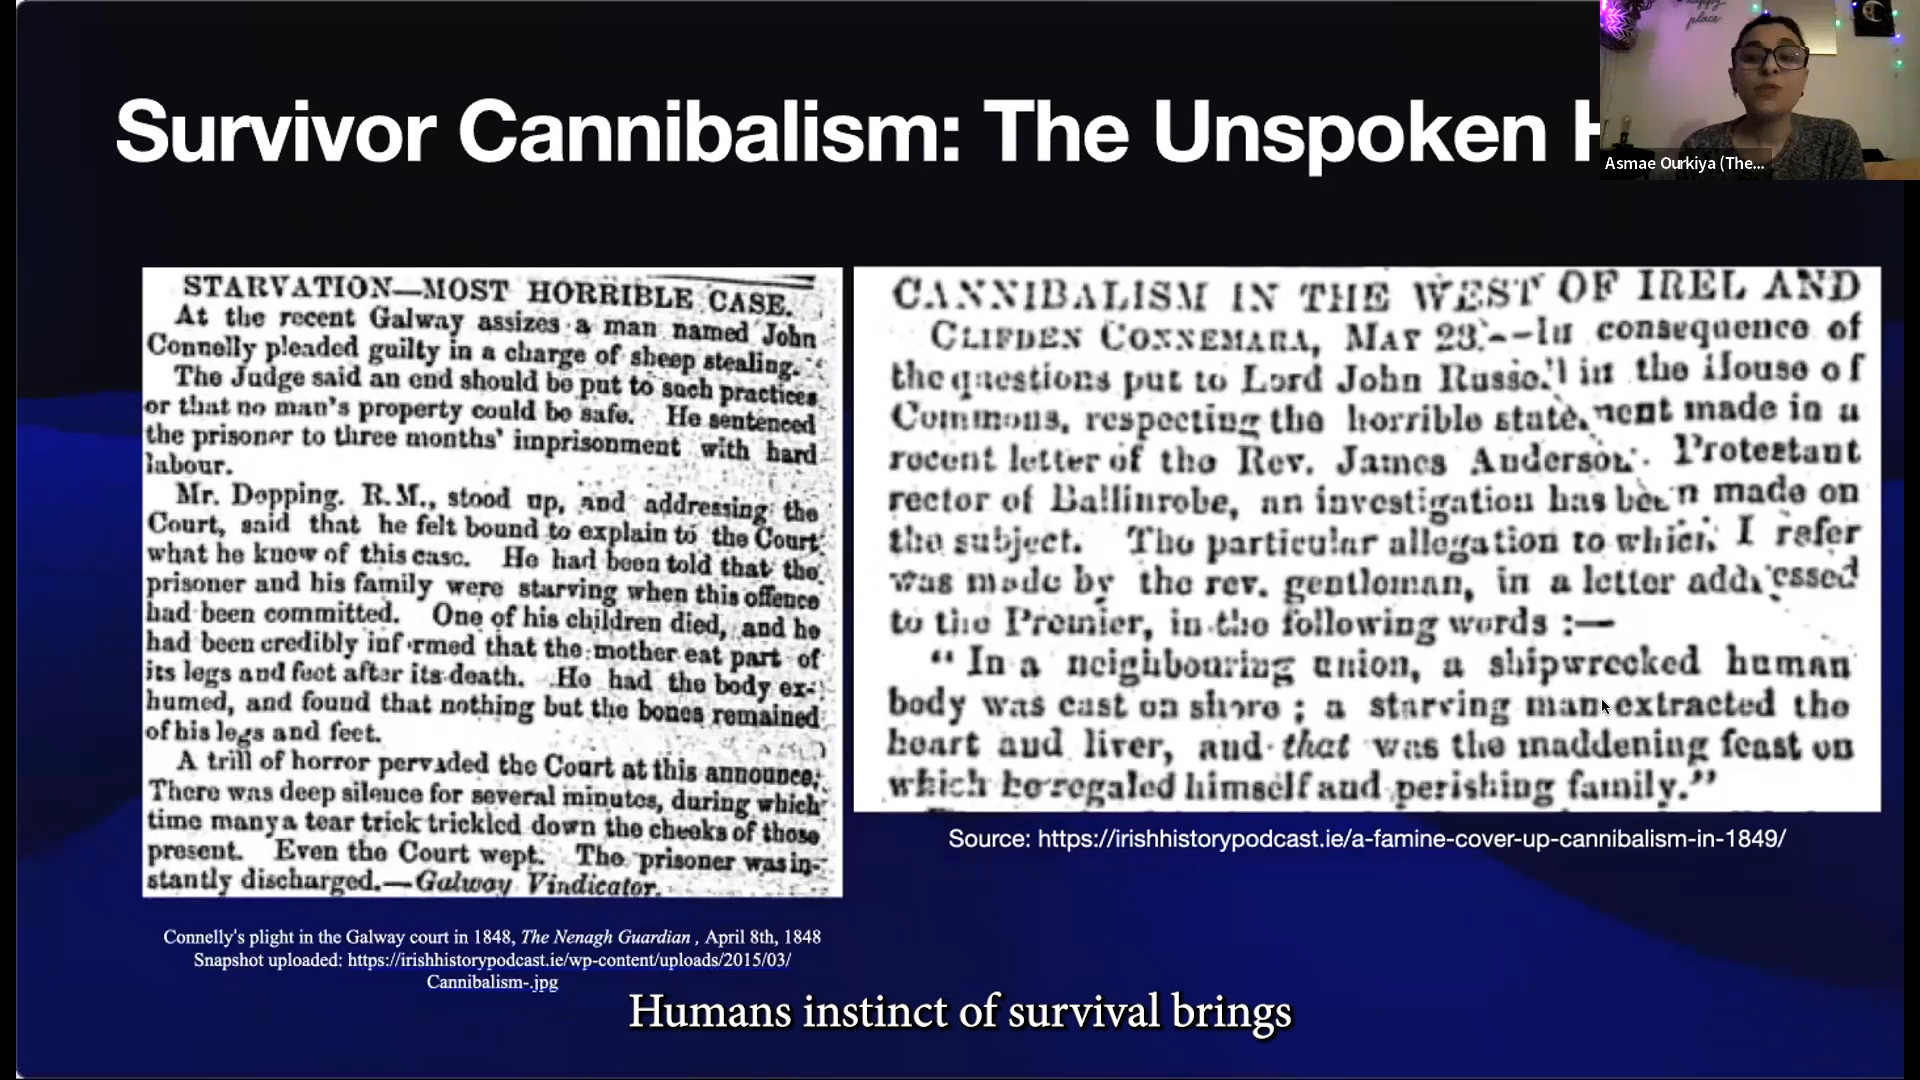 happy
place
Survivor Cannibalism: The Unspoken H
Asmae Ourkiya (The...
STARVATION—MOST HORRIBLE CASE.
At the recent Galway assizes a man named John
Connelly pleaded guilty in a charge of sheep stealing.
The Judge said an end should be put to such practices
or that no man's property could be safe. He sentenced
the prisoner to three months' imprisonment with hard
labour.
Mr. Dopping. R.M., stood up, and addressing the
Court, said that he felt bound to explain to the Court
what he knew of this case. He had been told that the
prisoner and his family were starving when this offence
had been committed. One of his children died, and he
had been credibly inf rmed that the mother eat part of
its legs and feet after its death. He had the body ex-
humed, and found that nothing but the bones remained
of his legs and feet.
A trill of horror pervaded the Court at this announce.
There was deep silence for several minutes, during which
time many a tear trick trickled down the cheeks of those
present. Even the Court wept. The prisoner was in-
stantly discharged.—Galway Vindicator.
CANNIBALISM IN THE WEST OF IREL AND
CLIFDEN CONNEMARA, MAY 23.--In consequence of
the questions put to Lord John Russell in the House of
Commons, respecting the horrible statement made in a
recent letter of the Rev. James Anderson. Protestant
rector of Ballinrobe, an investigation has been made on
the subject. The particular allegation to which I refer
was made by the rev. gentleman, in a letter addressed
to the Premier, in the following words :—
"In a neighbouring union, a shipwrecked human
body was cast on shore ; a starving man extracted the
heart and liver, and that was the maddening feast on
which he regaled himself and perishing family."
Source: https://irishhistorypodcast.ie/a-famine-cover-up-cannibalism-in-1849/
Connelly's plight in the Galway court in 1848, The Nenagh Guardian , April 8th, 1848
Snapshot uploaded: https://irishhistorypodcast.ie/wp-content/uploads/2015/03/
Cannibalism-.jpg
Humans instinct of survival brings